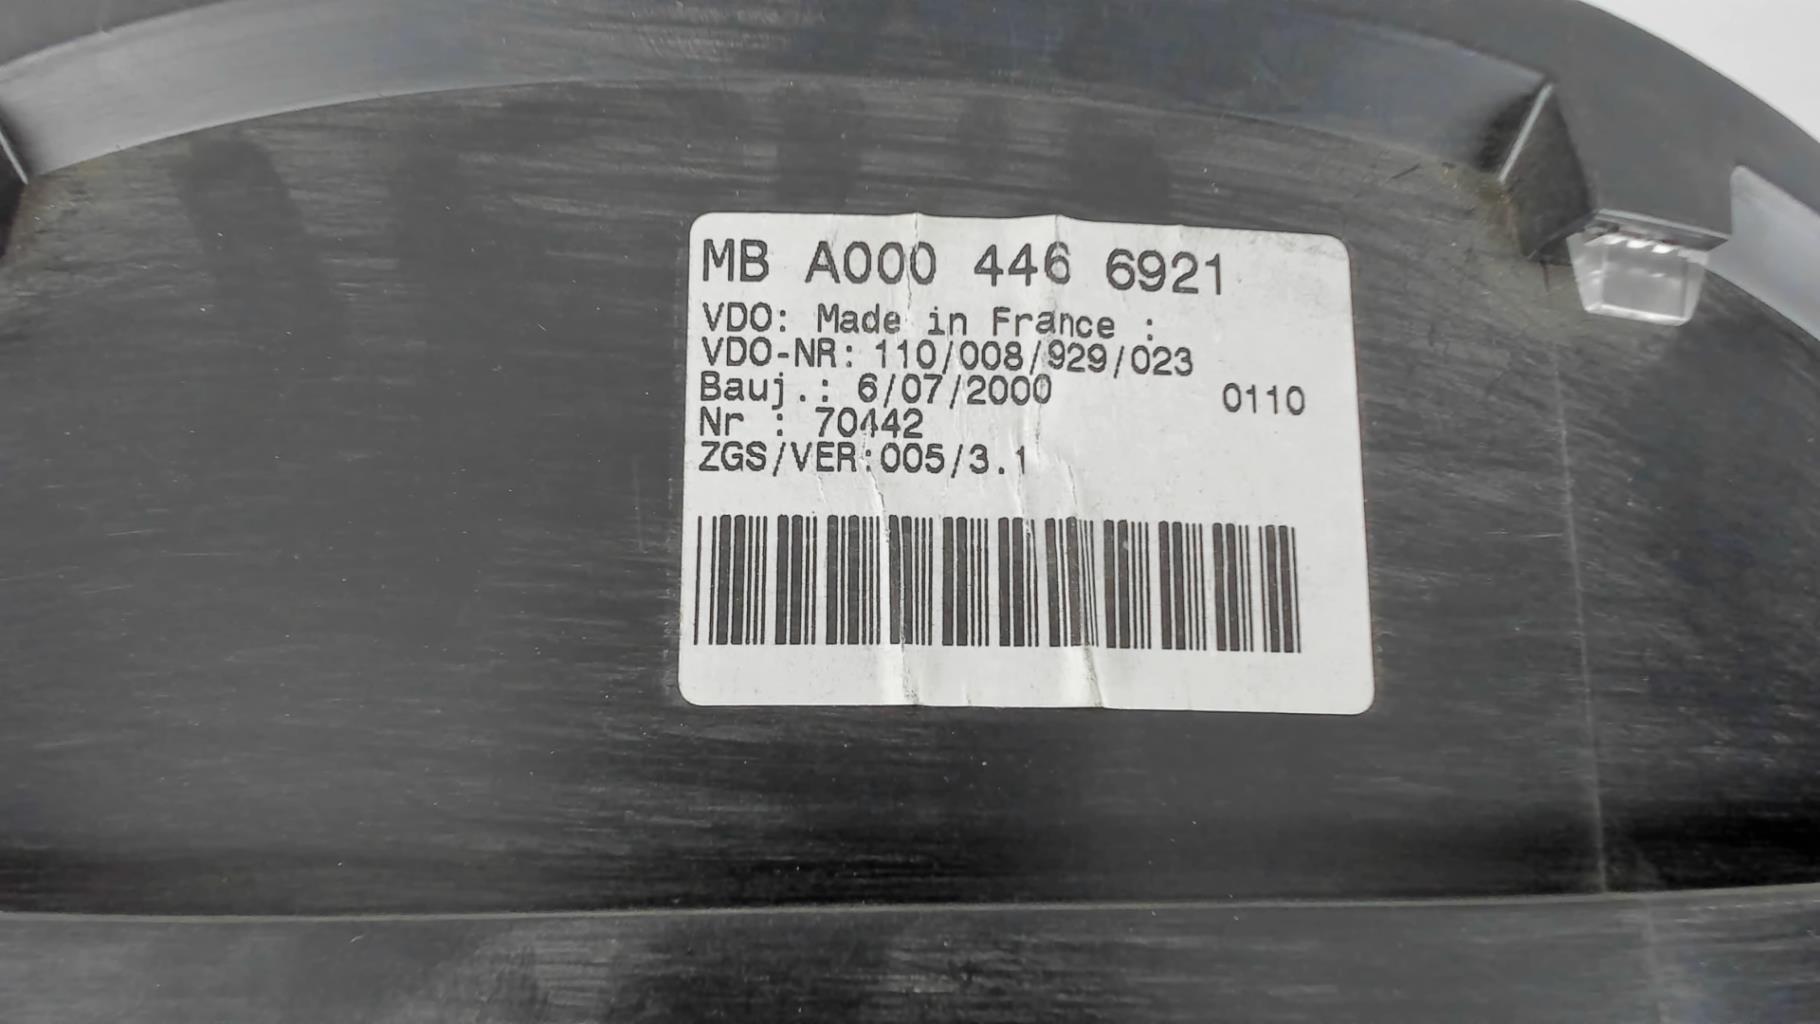 MB A000 446 6921
VDO: Made in France :
VDO-NR: 110/008/929/023
Bauj.: 6/07/2000 0110
Nr : 70442
ZGS/VER:005/3.1